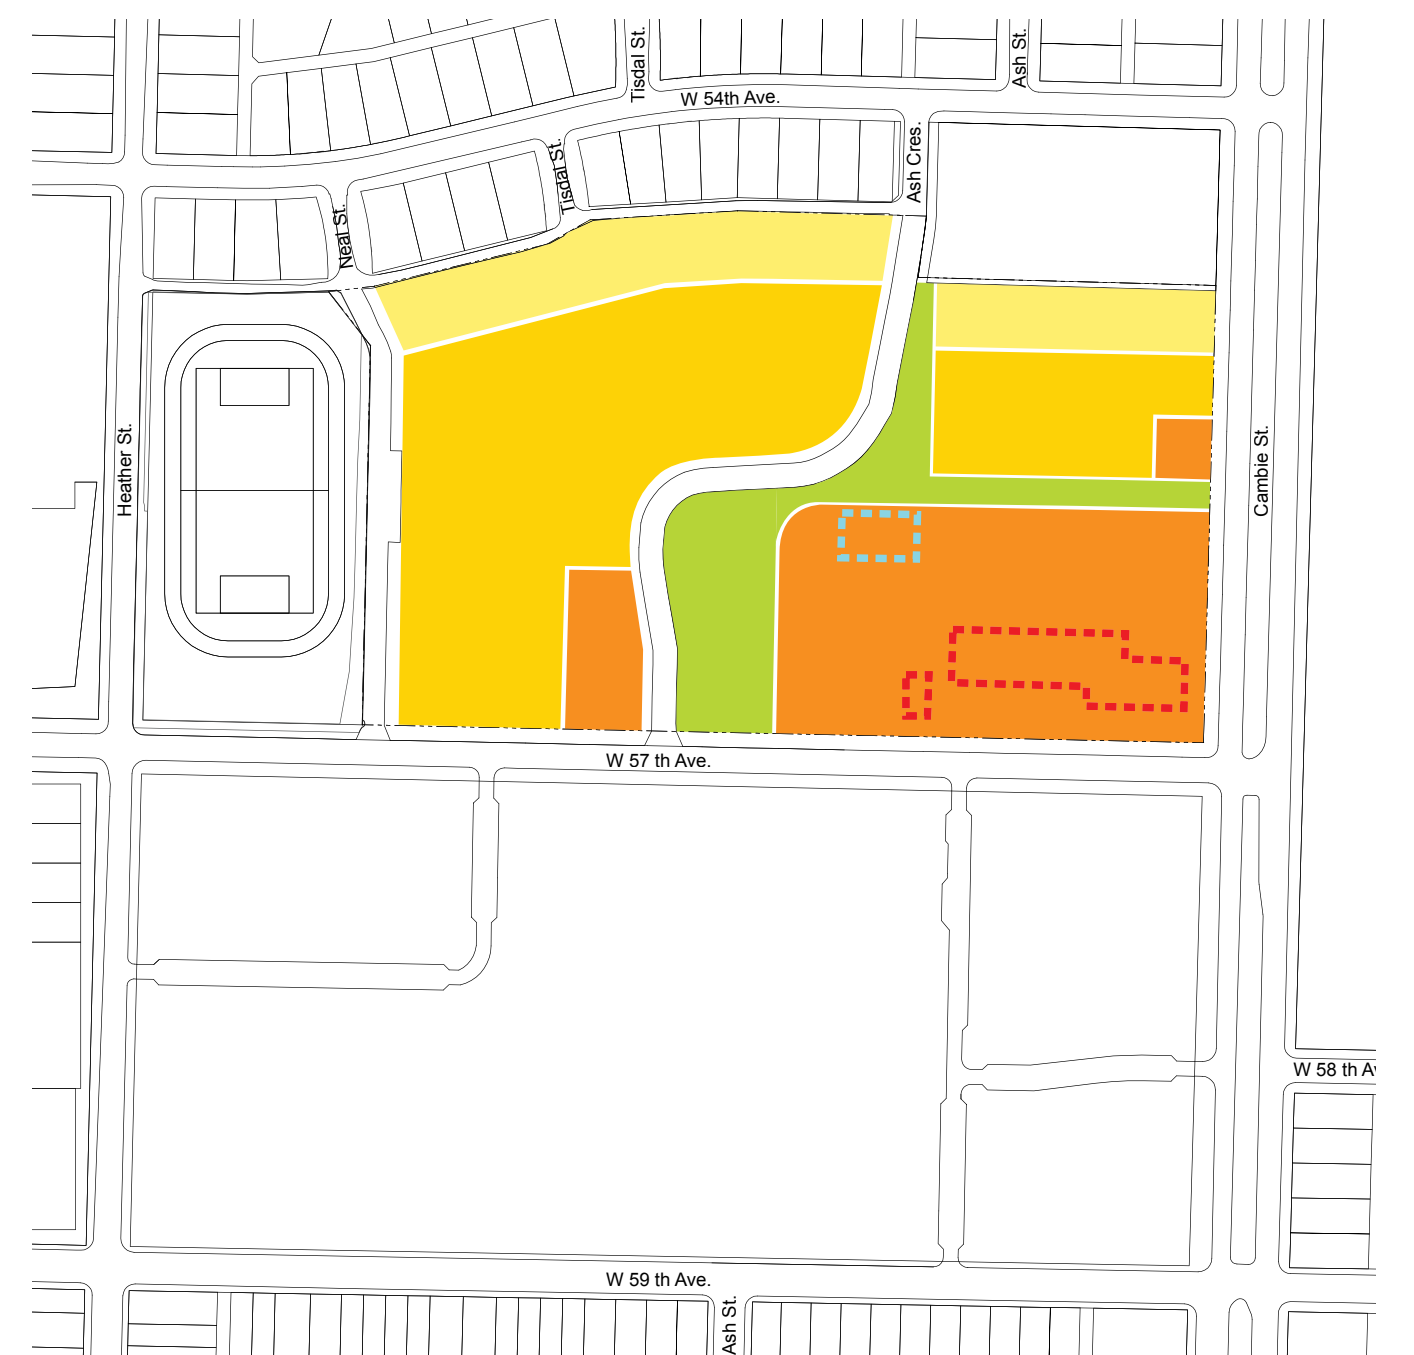 Tisdal St.
Ash St.
W 54th Ave.
Ash Cres.
Tisdal St.
Neal St.
Heather St.
Cambie St.
W 57 th Ave.
W 58 th Av
W 59 th Ave.
Ash St.